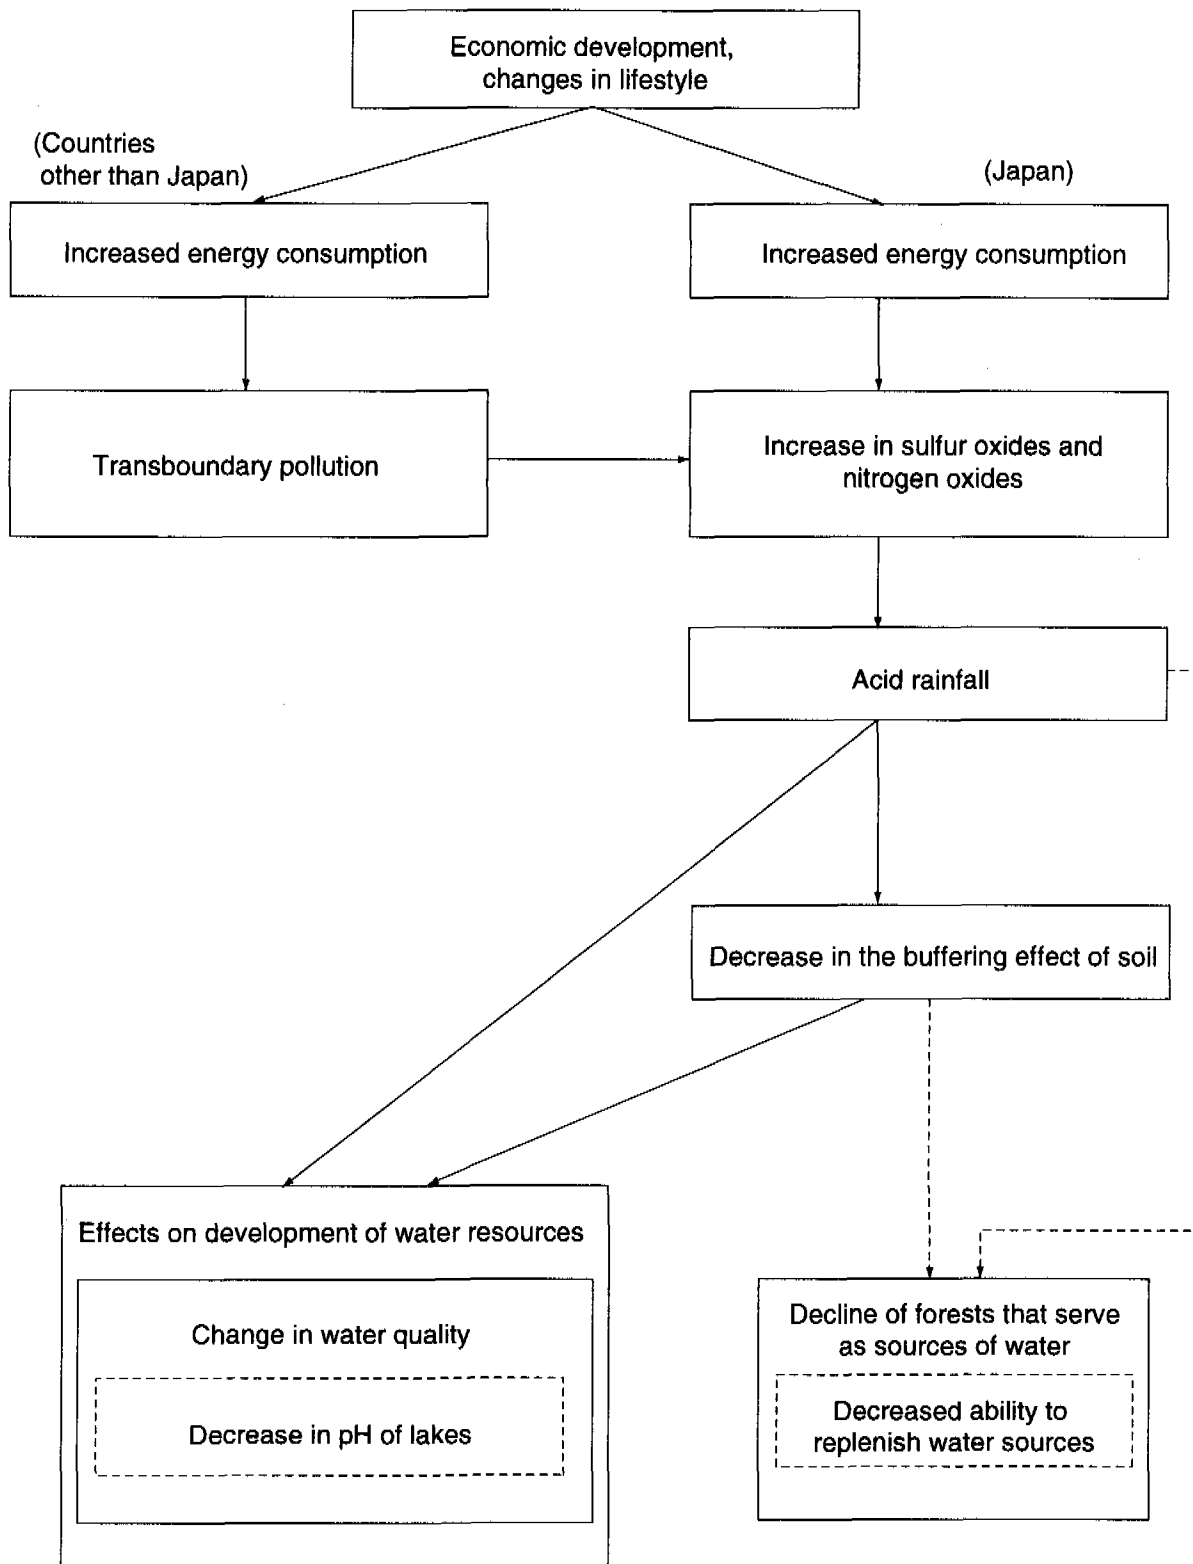 Economic development,
changes in lifestyle
(Countries
other than Japan)
(Japan)
Increased energy consumption
Increased energy consumption
Transboundary pollution
Increase in sulfur oxides and
nitrogen oxides
Acid rainfall
Decrease in the buffering effect of soil
Effects on development of water resources
Change in water quality
Decrease in pH of lakes
Decline of forests that serve
as sources of water
Decreased ability to
replenish water sources